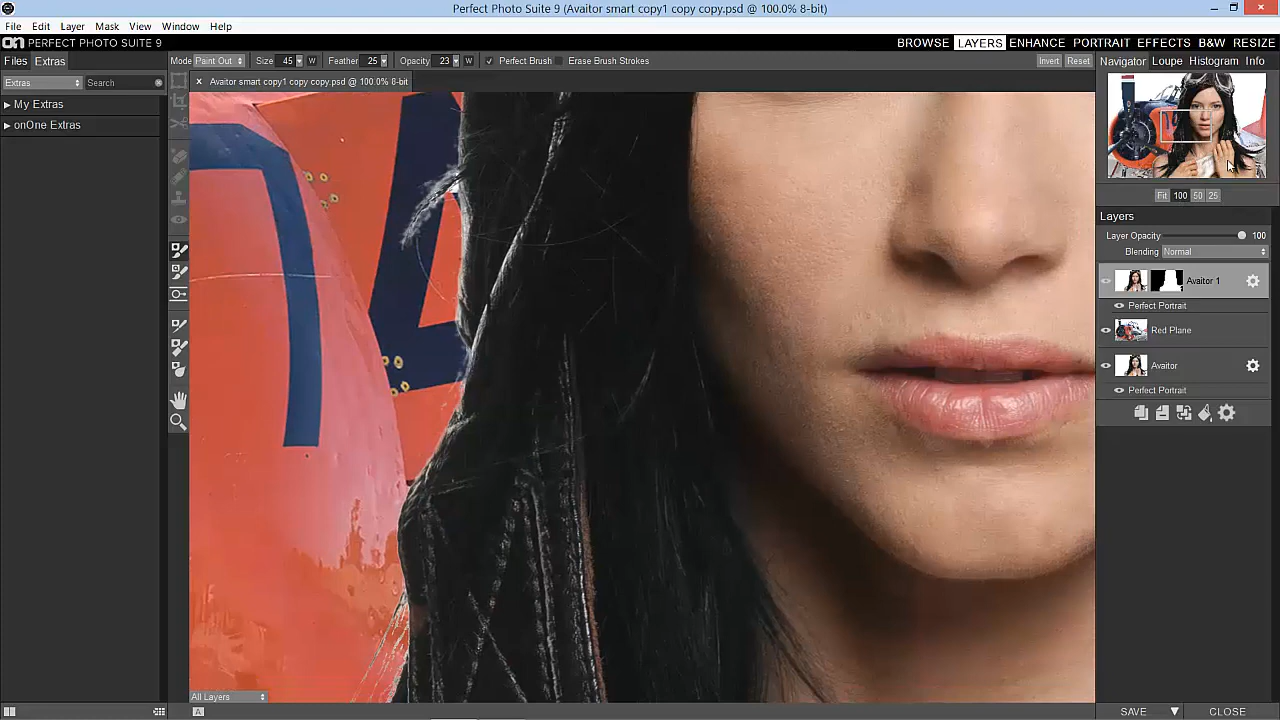 Perfect Photo Suite 9 (Avaitor smart copy1 copy copy.psd @ 100.0% 8-bit)
File Edit Layer Mask View Window Help
on PERFECT PHOTO SUITE 9
BROWSE LAYERS ENHANCE PORTRAIT EFFECTS B&W RESIZE
Files Extras
Mode Paint Out Size 45 W Feather 25 Opacity 23 W Perfect Brush Erase Brush Strokes Invert Reset
Navigator Loupe Histogram Info
Extras Search
× Avaitor smart copy1 copy copy.psd @ 100.0% 8-bit
My Extras
onOne Extras
Fit 100 50 25
Layers
Layer Opacity 100
Blending Normal
Avaitor 1
Perfect Portrait
Red Plane
Avaitor
Perfect Portrait
All Layers
A
SAVE CLOSE